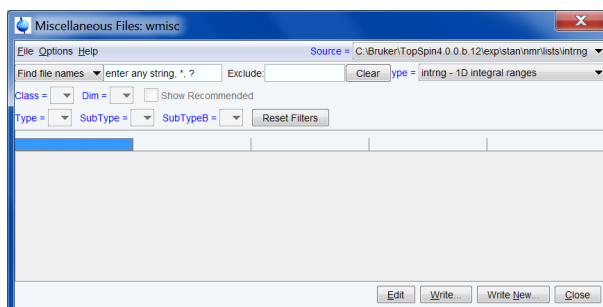 Miscellaneous Files: wmisc
File Options Help Source = C:\Bruker\TopSpin4.0.0.b.12\exp\stan\nmr\lists\intrng
Find file names enter any string, *, ? Exclude: Clear ype = intrng - 1D integral ranges
Class = Dim = Show Recommended
Type = SubType = SubTypeB = Reset Filters
Edit Write... Write New... Close